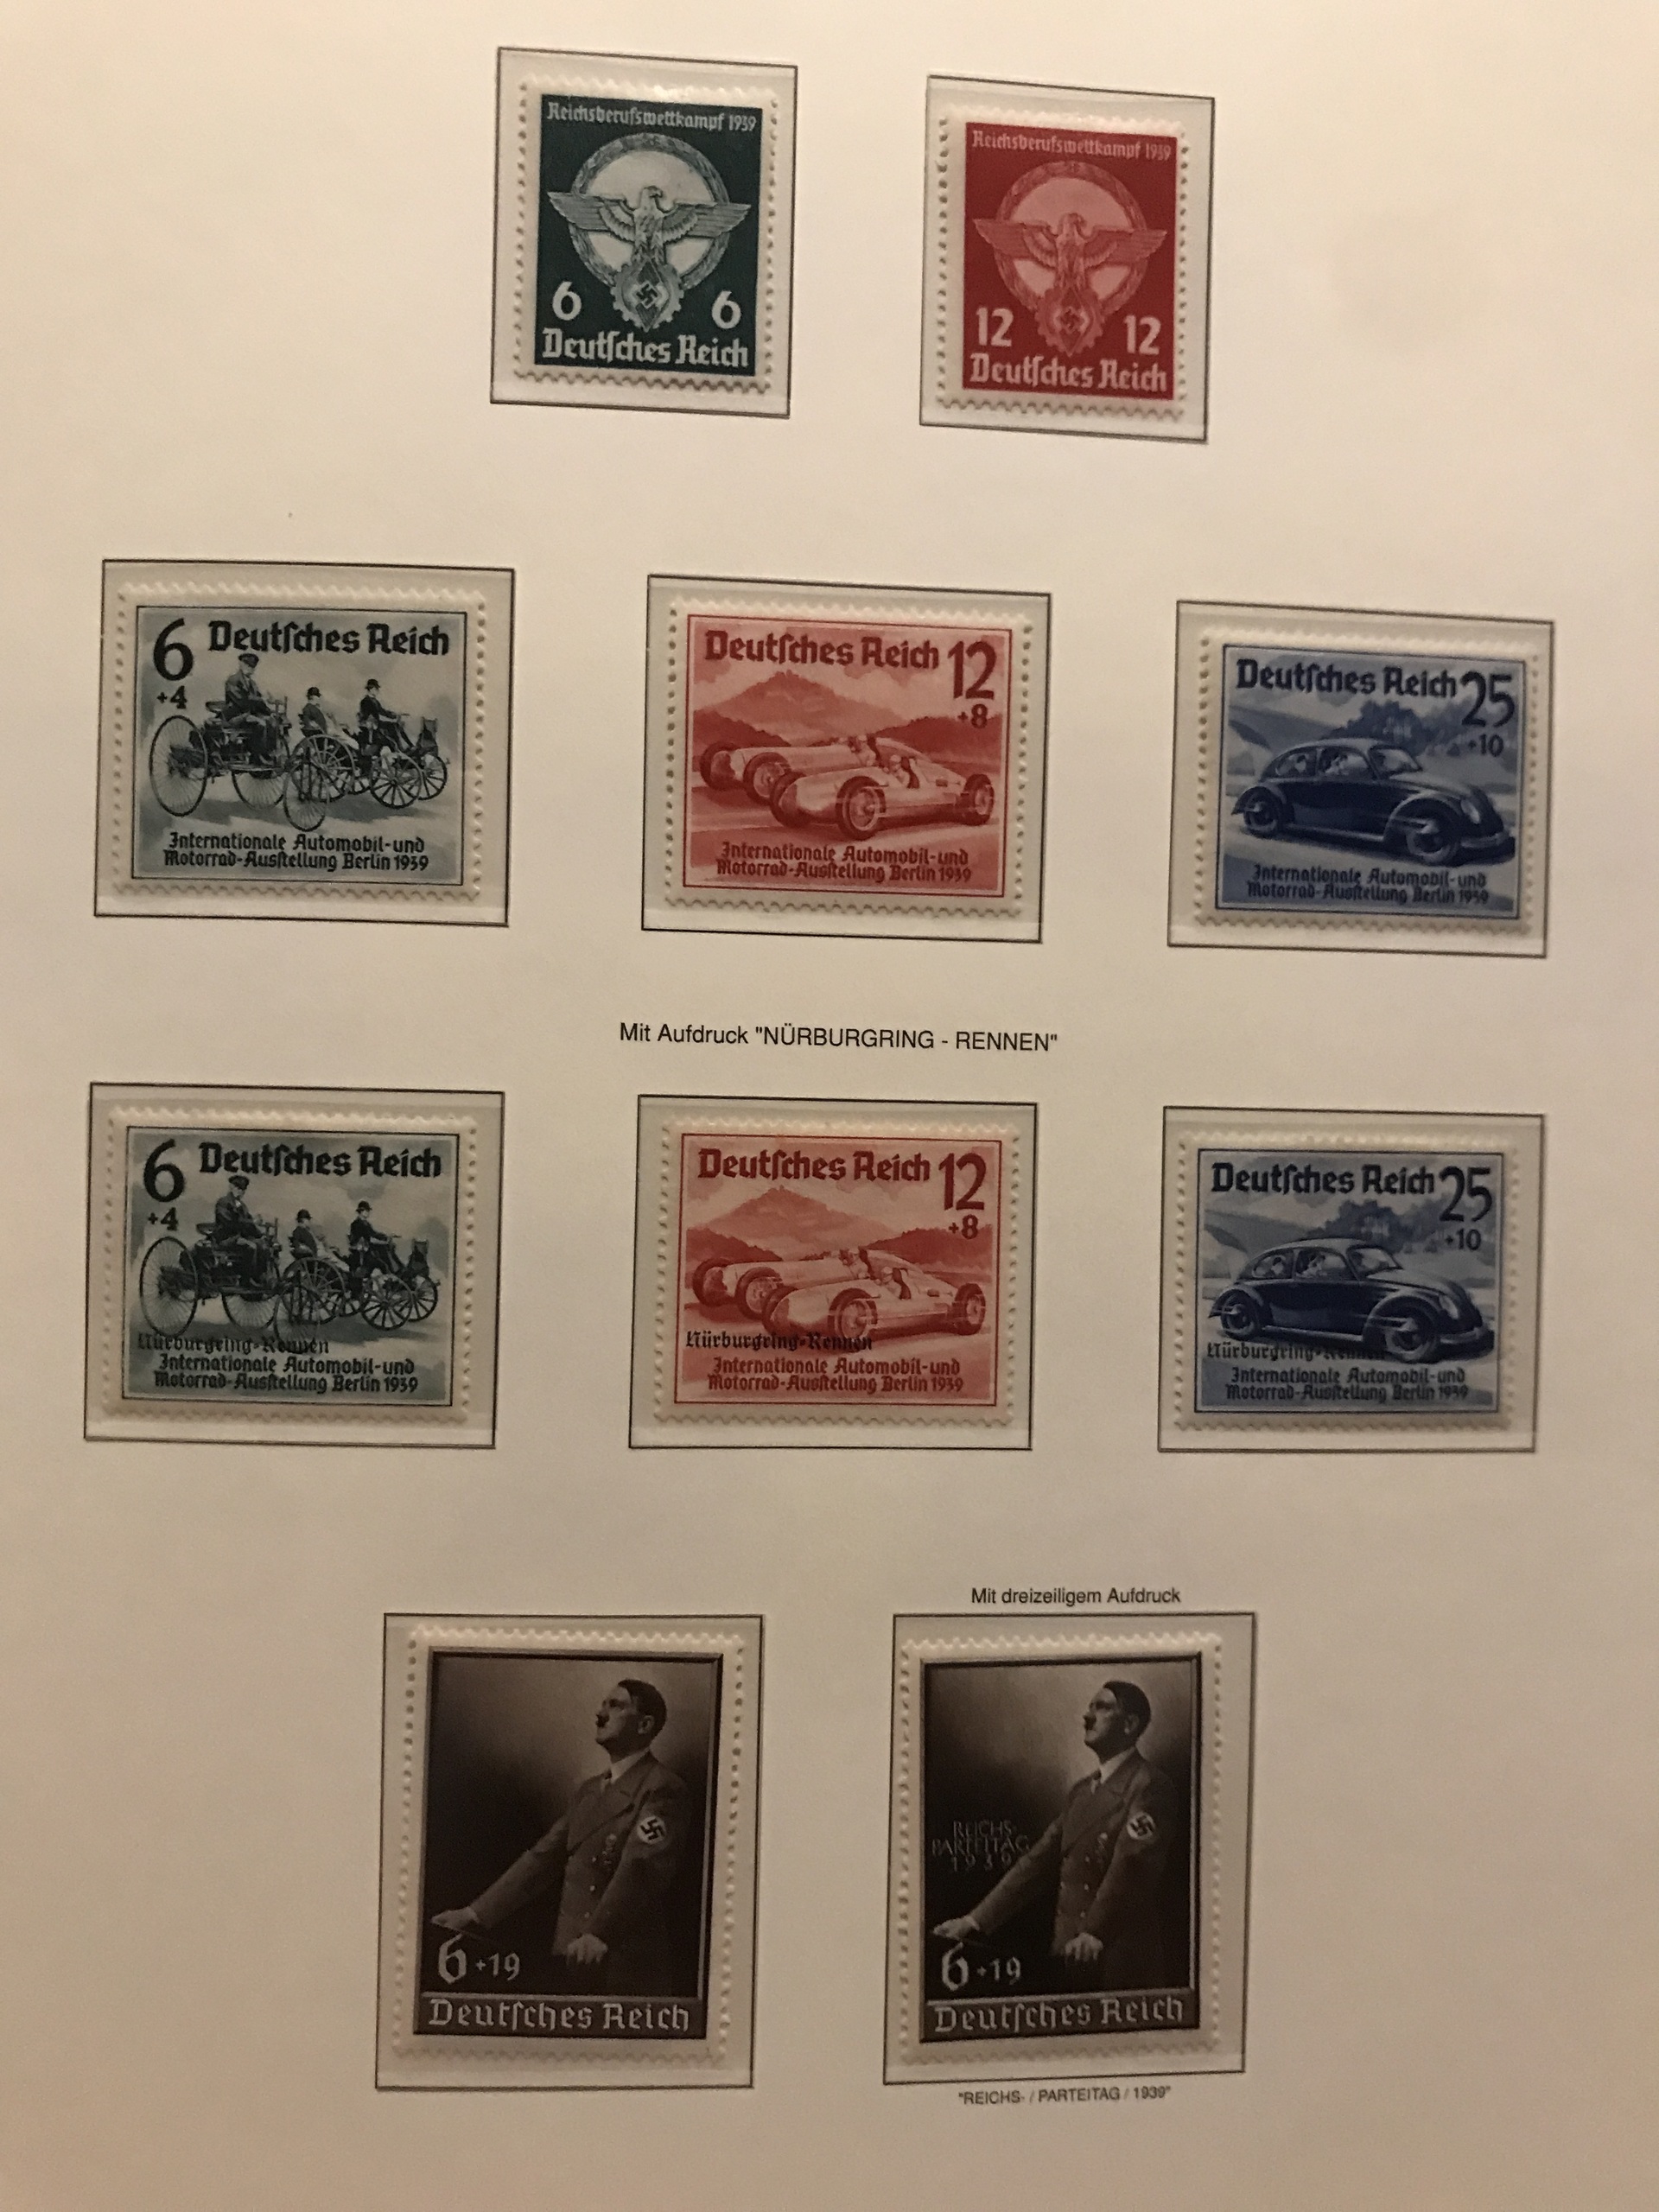 Reichsberufswettkampf 1939
6 6
Deutſches Reich
Reichsberufswettkampf 1939
12 12
Deutſches Reich
6 Deutſches Reich
+4
Internationale Automobil-und
Motorrad-Ausſtellung Berlin 1939
Deutſches Reich 12
+8
Internationale Automobil-und
Motorrad-Ausſtellung Berlin 1939
Deutſches Reich 25
+10
Internationale Automobil-und
Motorrad-Ausſtellung Berlin 1939
Mit Aufdruck "NÜRBURGRING - RENNEN"
6 Deutſches Reich
+4
Nürburgring-Rennen
Internationale Automobil-und
Motorrad-Ausſtellung Berlin 1939
Deutſches Reich 12
+8
Nürburgring-Rennen
Internationale Automobil-und
Motorrad-Ausſtellung Berlin 1939
Deutſches Reich 25
+10
Nürburgring-Rennen
Internationale Automobil-und
Motorrad-Ausſtellung Berlin 1939
6+19
Deutſches Reich
Mit dreizeiligem Aufdruck
REICHS-
PARTEITAG
1939
6+19
Deutſches Reich
"REICHS- / PARTEITAG / 1939"